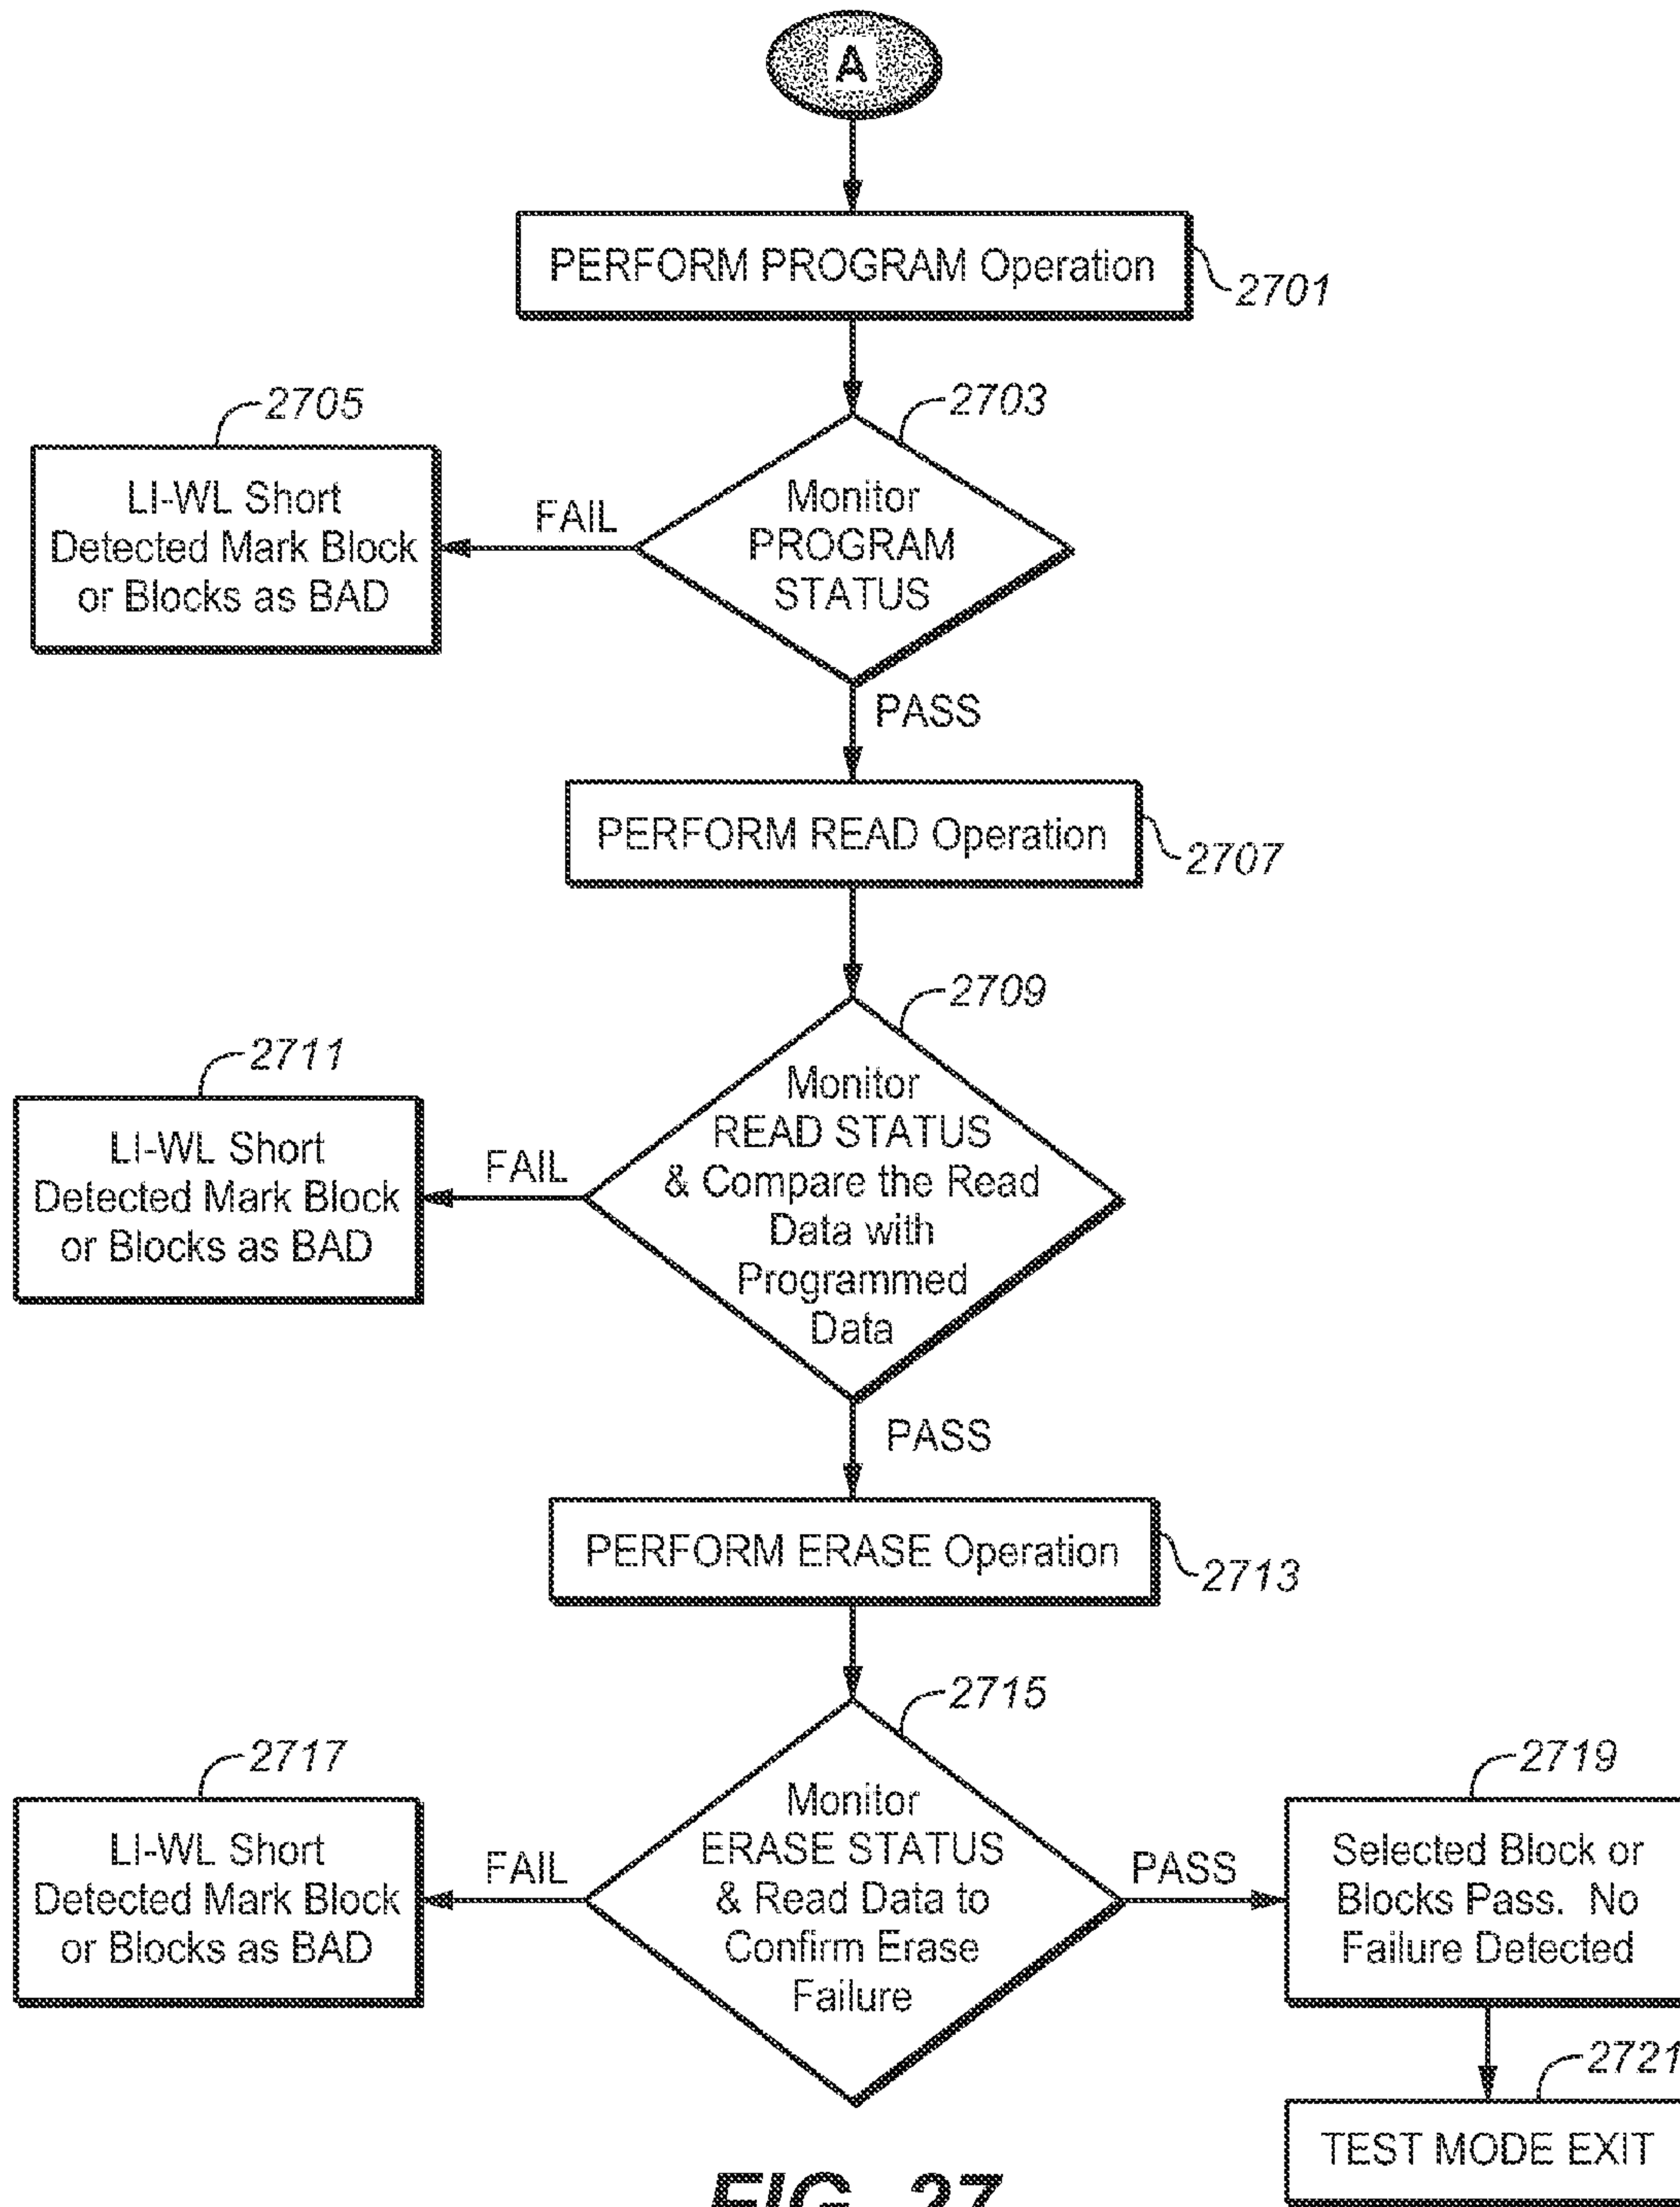 A
PERFORM PROGRAM Operation
2701
2703
Monitor
PROGRAM
STATUS
2705
FAIL
LI-WL Short
Detected Mark Block
or Blocks as BAD
PASS
PERFORM READ Operation
2707
2709
Monitor
READ STATUS
& Compare the Read
Data with
Programmed
Data
2711
FAIL
LI-WL Short
Detected Mark Block
or Blocks as BAD
PASS
PERFORM ERASE Operation
2713
2715
Monitor
ERASE STATUS
& Read Data to
Confirm Erase
Failure
2717
FAIL
LI-WL Short
Detected Mark Block
or Blocks as BAD
PASS
2719
Selected Block or
Blocks Pass. No
Failure Detected
2721
TEST MODE EXIT
FIG. 27